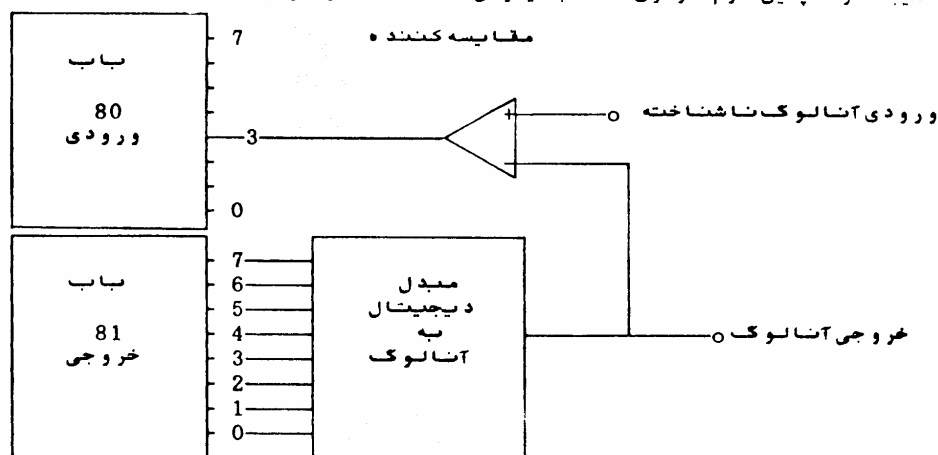 مقایسه کننده
7
باب
80
ورودی
3
0
+
-
ورودی آنالوگ ناشناخته
باب
81
خروجی
7
6
5
4
3
2
1
0
مبدل
دیجیتال
به
آنالوگ
خروجی آنالوگ